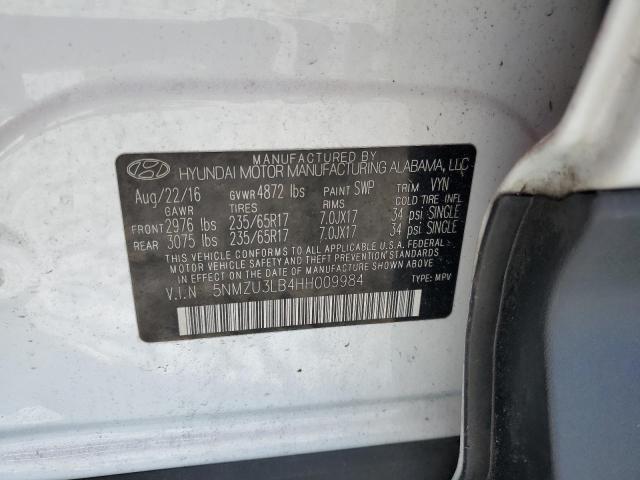 MANUFACTURED BY
HYUNDAI MOTOR MANUFACTURING ALABAMA, LLC
Aug/22/16 GVWR 4872 lbs PAINT SWP TRIM VYN
GAWR TIRES RIMS COLD TIRE INFL.
FRONT 2976 lbs 235/65R17 7.0JX17 34 psi SINGLE
REAR 3075 lbs 235/65R17 7.0JX17 34 psi SINGLE
THIS VEHICLE CONFORMS TO ALL APPLICABLE U.S.A. FEDERAL
MOTOR VEHICLE SAFETY, BUMPER, AND THEFT PREVENTION
STANDARDS IN EFFECT ON THE DATE OF MANUFACTURE SHOWN ABOVE.
V.I.N 5NMZU3LB4HH009984 TYPE: MPV